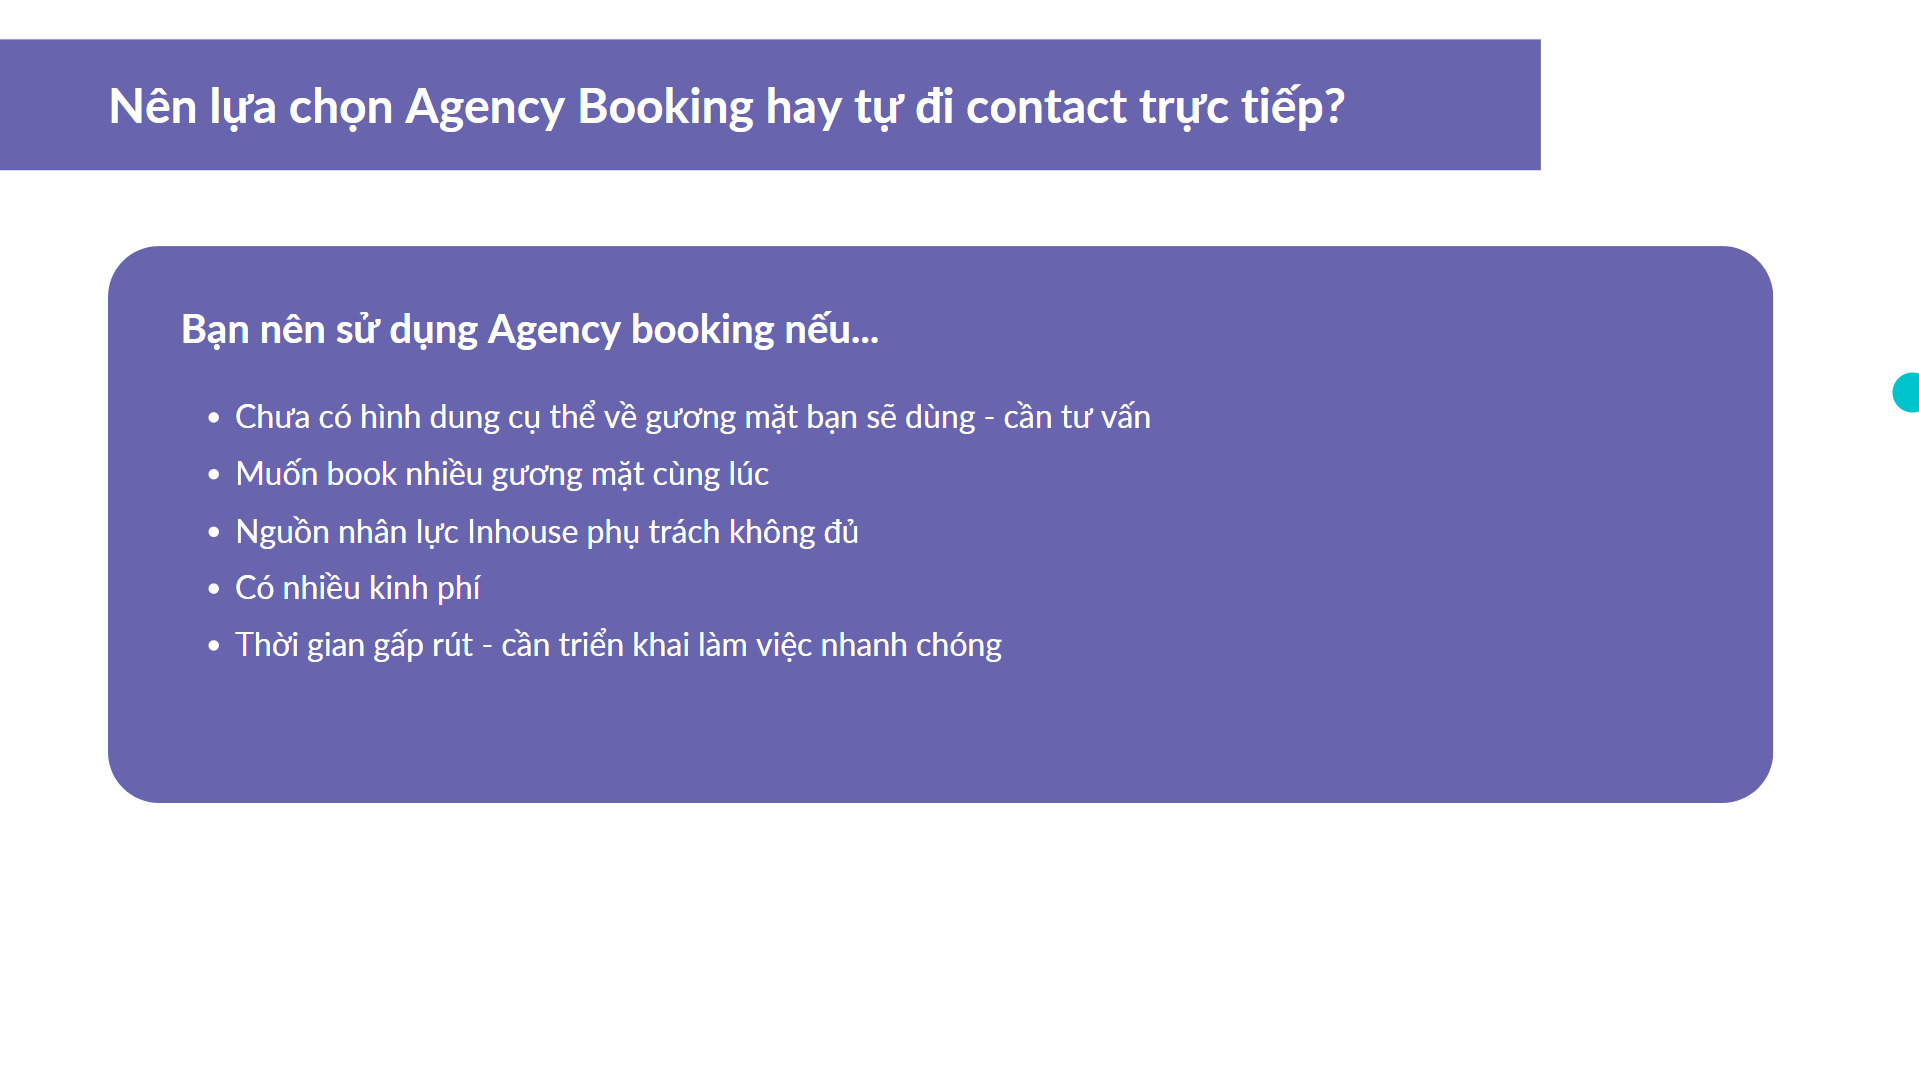 Nên lựa chọn Agency Booking hay tự đi contact trực tiếp?
Bạn nên sử dụng Agency booking nếu...
• Chưa có hình dung cụ thể về gương mặt bạn sẽ dùng - cần tư vấn
• Muốn book nhiều gương mặt cùng lúc
• Nguồn nhân lực Inhouse phụ trách không đủ
• Có nhiều kinh phí
• Thời gian gấp rút - cần triển khai làm việc nhanh chóng